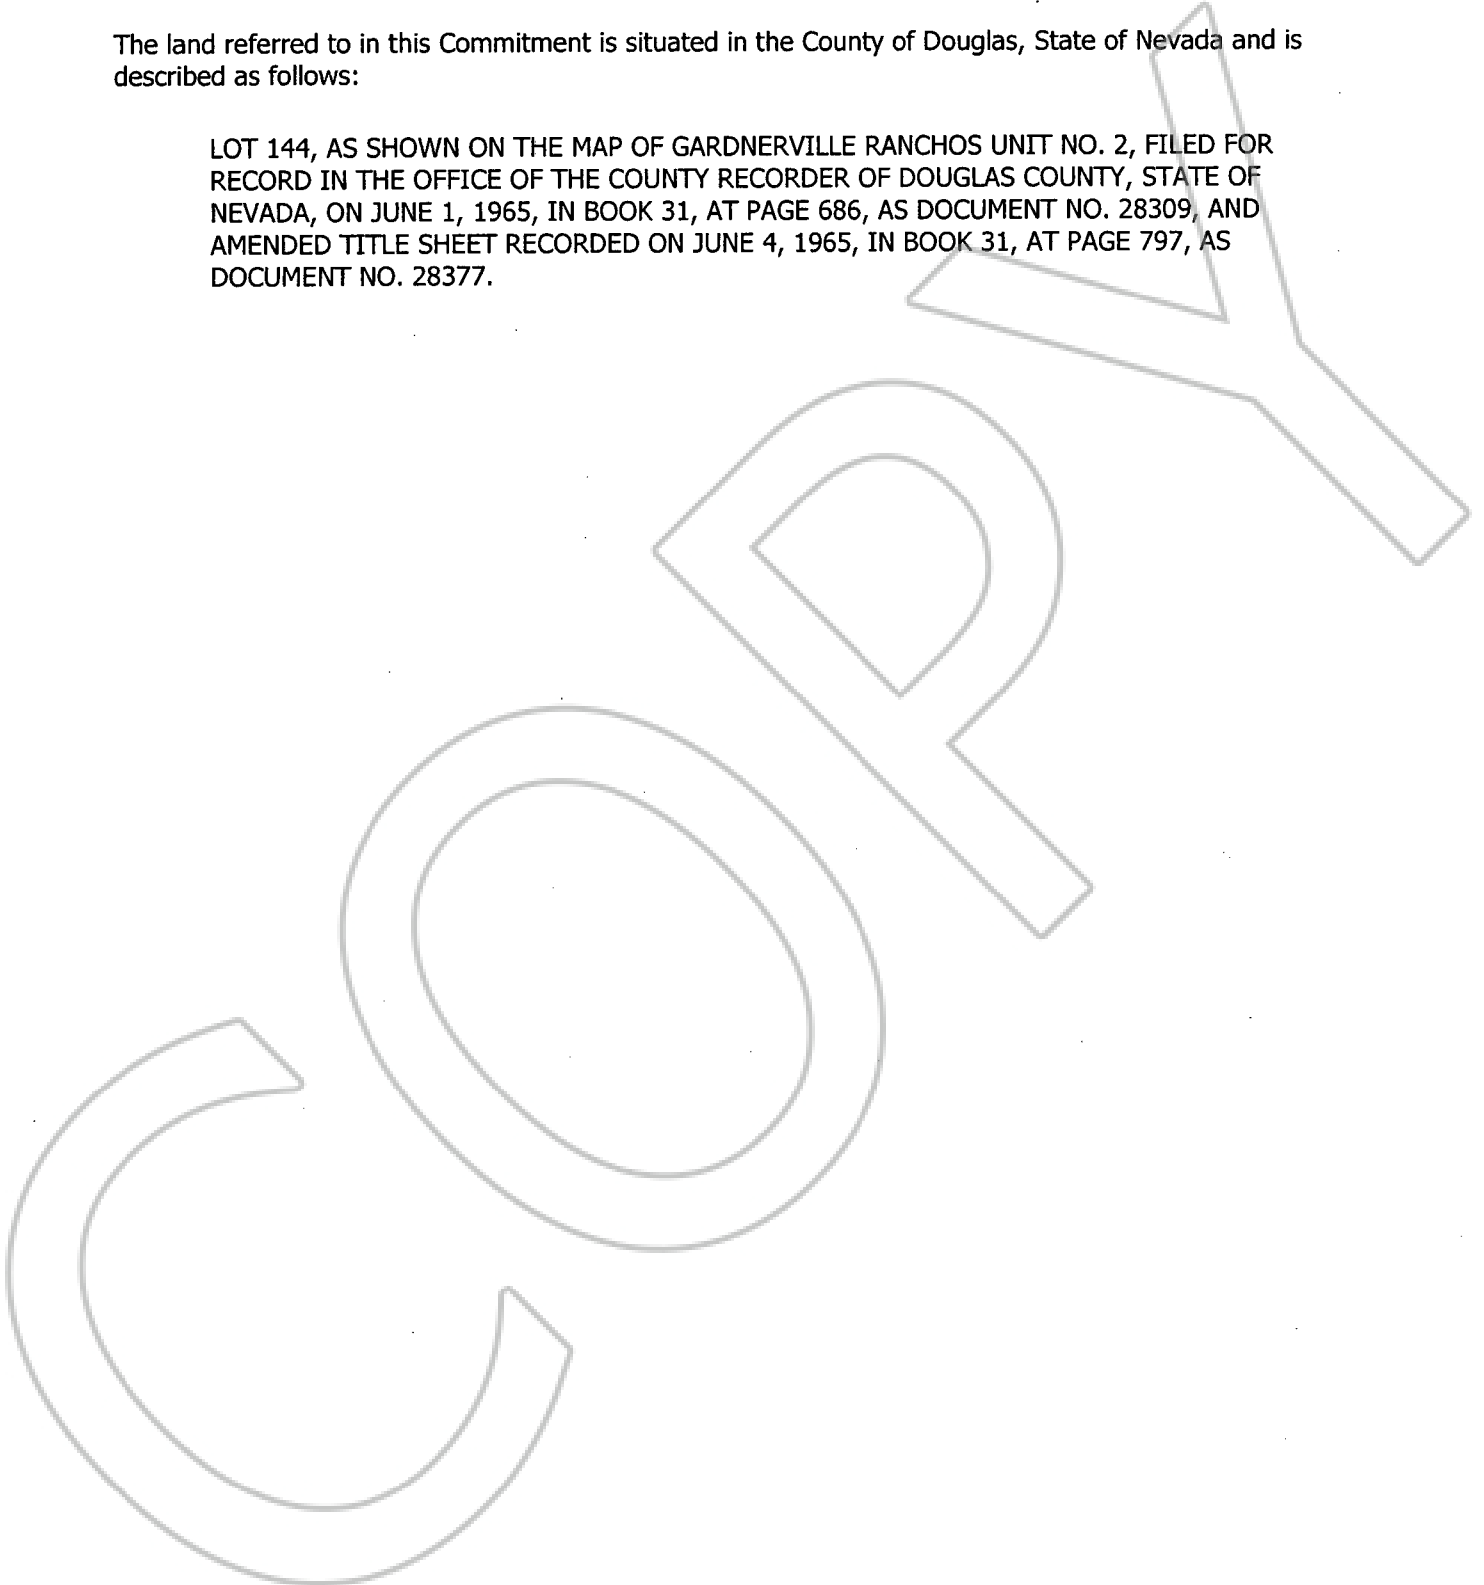 The land referred to in this Commitment is situated in the County of Douglas, State of Nevada and is
described as follows:
LOT 144, AS SHOWN ON THE MAP OF GARDNERVILLE RANCHOS UNIT NO. 2, FILED FOR
RECORD IN THE OFFICE OF THE COUNTY RECORDER OF DOUGLAS COUNTY, STATE OF
NEVADA, ON JUNE 1, 1965, IN BOOK 31, AT PAGE 686, AS DOCUMENT NO. 28309, AND
AMENDED TITLE SHEET RECORDED ON JUNE 4, 1965, IN BOOK 31, AT PAGE 797, AS
DOCUMENT NO. 28377.
COPY